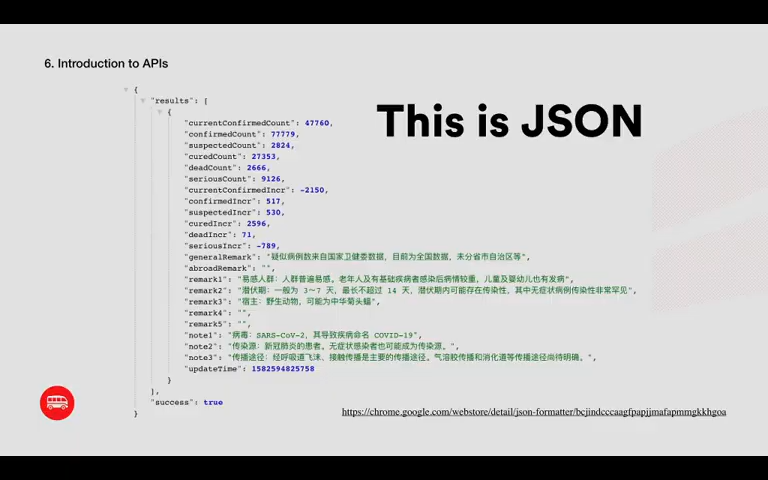 6. Introduction to APIs
This is JSON
{
"results": [
{
"currentConfirmedCount": 47760,
"confirmedCount": 77779,
"suspectedCount": 2824,
"curedCount": 27353,
"deadCount": 2666,
"seriousCount": 9126,
"currentConfirmedIncr": -2150,
"confirmedIncr": 517,
"suspectedIncr": 530,
"curedIncr": 2596,
"deadIncr": 71,
"seriousIncr": -789,
"generalRemark": "疑似病例数来自国家卫健委数据，目前为全国数据，未分省市自治区等",
"abroadRemark": "",
"remark1": "易感人群：人群普遍易感。老年人及有基础疾病者感染后病情较重，儿童及婴幼儿也有发病",
"remark2": "潜伏期：一般为 3～7 天，最长不超过 14 天，潜伏期内可能存在传染性，其中无症状病例传染性非常罕见",
"remark3": "宿主：野生动物，可能为中华菊头蝠",
"remark4": "",
"remark5": "",
"note1": "病毒：SARS-CoV-2，其导致疾病命名 COVID-19",
"note2": "传染源：新冠肺炎的患者。无症状感染者也可能成为传染源。",
"note3": "传播途径：经呼吸道飞沫、接触传播是主要的传播途径。气溶胶传播和消化道等传播途径尚待明确。",
"updateTime": 1582594825758
}
],
"success": true
}
https://chrome.google.com/webstore/detail/json-formatter/bcjindcccaagfpapjjmafapmmgkkhgoa